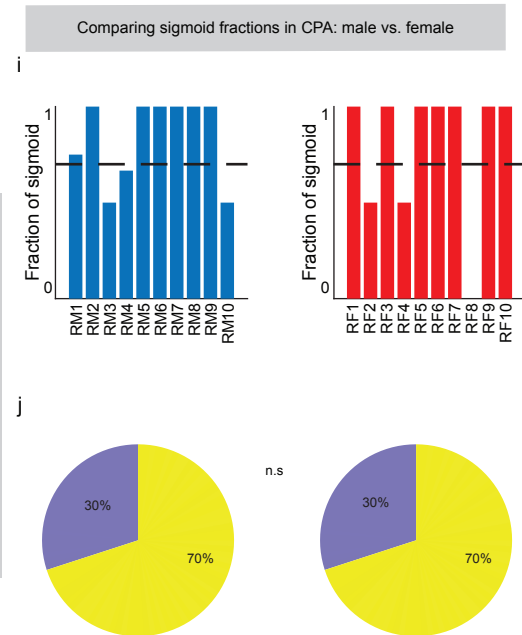 Comparing sigmoid fractions in CPA: male vs. female
i
1
Fraction of sigmoid
0
RM1 RM2 RM3 RM4 RM5 RM6 RM7 RM8 RM9 RM10
1
Fraction of sigmoid
0
RF1 RF2 RF3 RF4 RF5 RF6 RF7 RF8 RF9 RF10
j
30%
70%
n.s
30%
70%